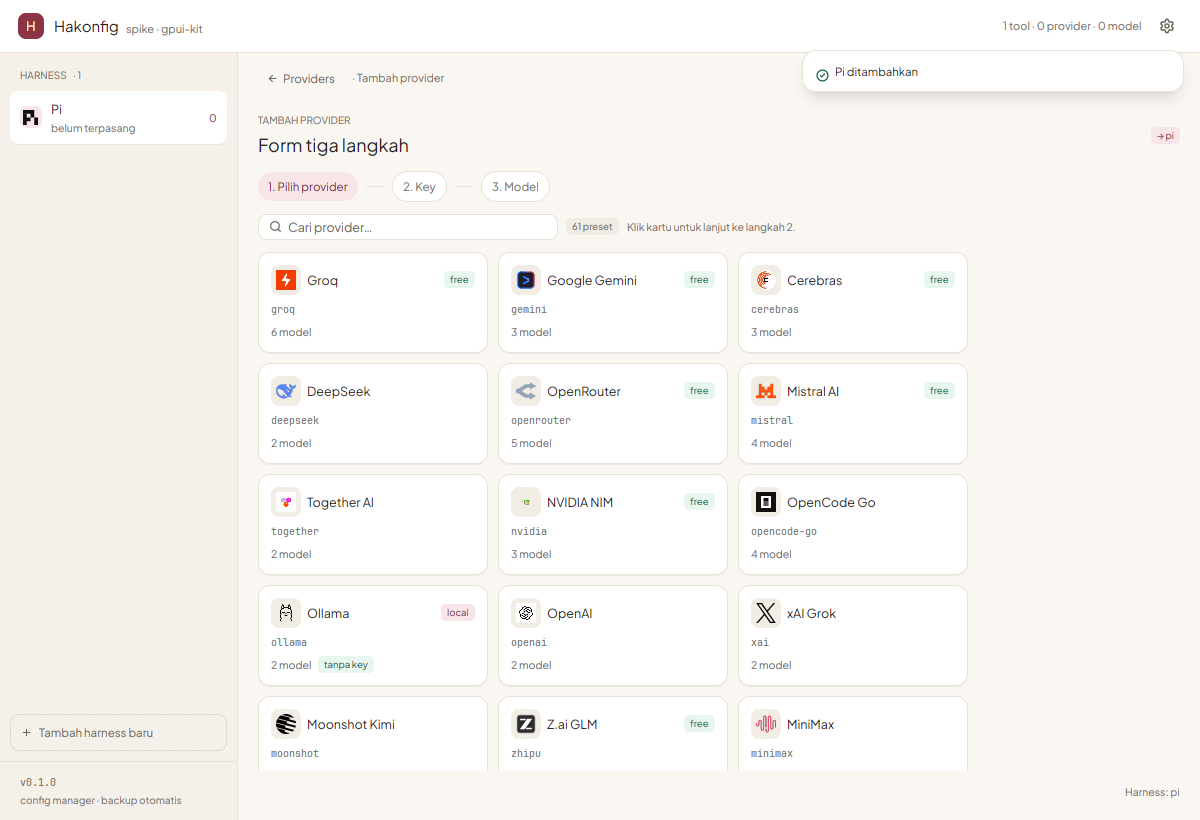 H Hakonfig spike · gpui-kit
1 tool · 0 provider · 0 model
HARNESS · 1
Pi
belum terpasang
0
Tambah harness baru
v0.1.0
config manager · backup otomatis
← Providers · Tambah provider
Pi ditambahkan
TAMBAH PROVIDER
Form tiga langkah
→ pi
1. Pilih provider
2. Key
3. Model
Cari provider...
61 preset
Klik kartu untuk lanjut ke langkah 2.
Groq free
groq
6 model
Google Gemini free
gemini
3 model
Cerebras free
cerebras
3 model
DeepSeek
deepseek
2 model
OpenRouter free
openrouter
5 model
Mistral AI free
mistral
4 model
Together AI
together
2 model
NVIDIA NIM free
nvidia
3 model
OpenCode Go
opencode-go
4 model
Ollama local
ollama
2 model tanpa key
OpenAI
openai
2 model
xAI Grok
xai
2 model
Moonshot Kimi
moonshot
Z.ai GLM free
zhipu
MiniMax
minimax
Harness: pi